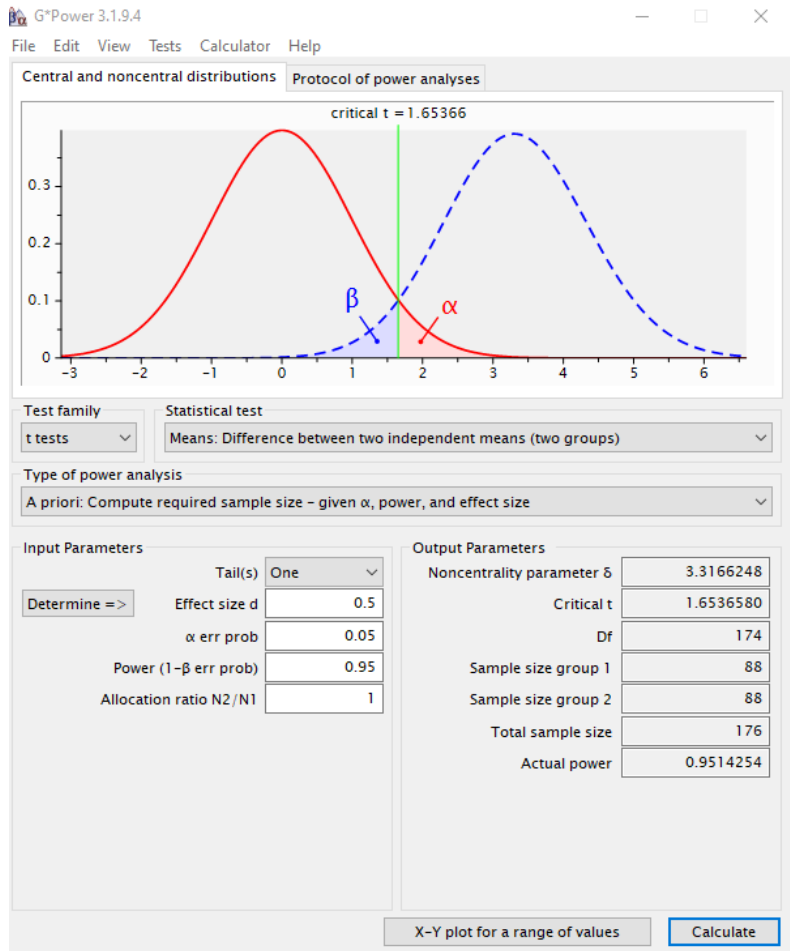 G*Power 3.1.9.4
File Edit View Tests Calculator Help
Central and noncentral distributions Protocol of power analyses
critical t = 1.65366
0.3
0.2
0.1
0
β α
-3 -2 -1 0 1 2 3 4 5 6
Test family Statistical test
t tests Means: Difference between two independent means (two groups)
Type of power analysis
A priori: Compute required sample size – given α, power, and effect size
Input Parameters
Tail(s) One
Determine => Effect size d 0.5
α err prob 0.05
Power (1-β err prob) 0.95
Allocation ratio N2/N1 1
Output Parameters
Noncentrality parameter δ 3.3166248
Critical t 1.6536580
Df 174
Sample size group 1 88
Sample size group 2 88
Total sample size 176
Actual power 0.9514254
X-Y plot for a range of values Calculate